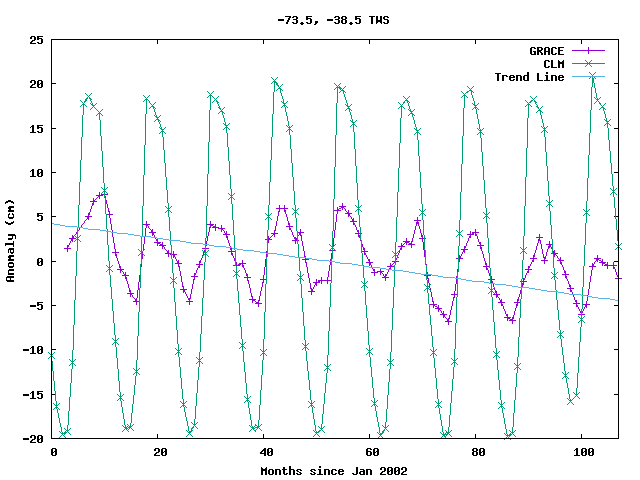 -73.5, -38.5 TWS
GRACE
CLM
Trend Line
25
20
15
10
5
0
-5
-10
-15
-20
Anomaly (cm)
0 20 40 60 80 100
Months since Jan 2002